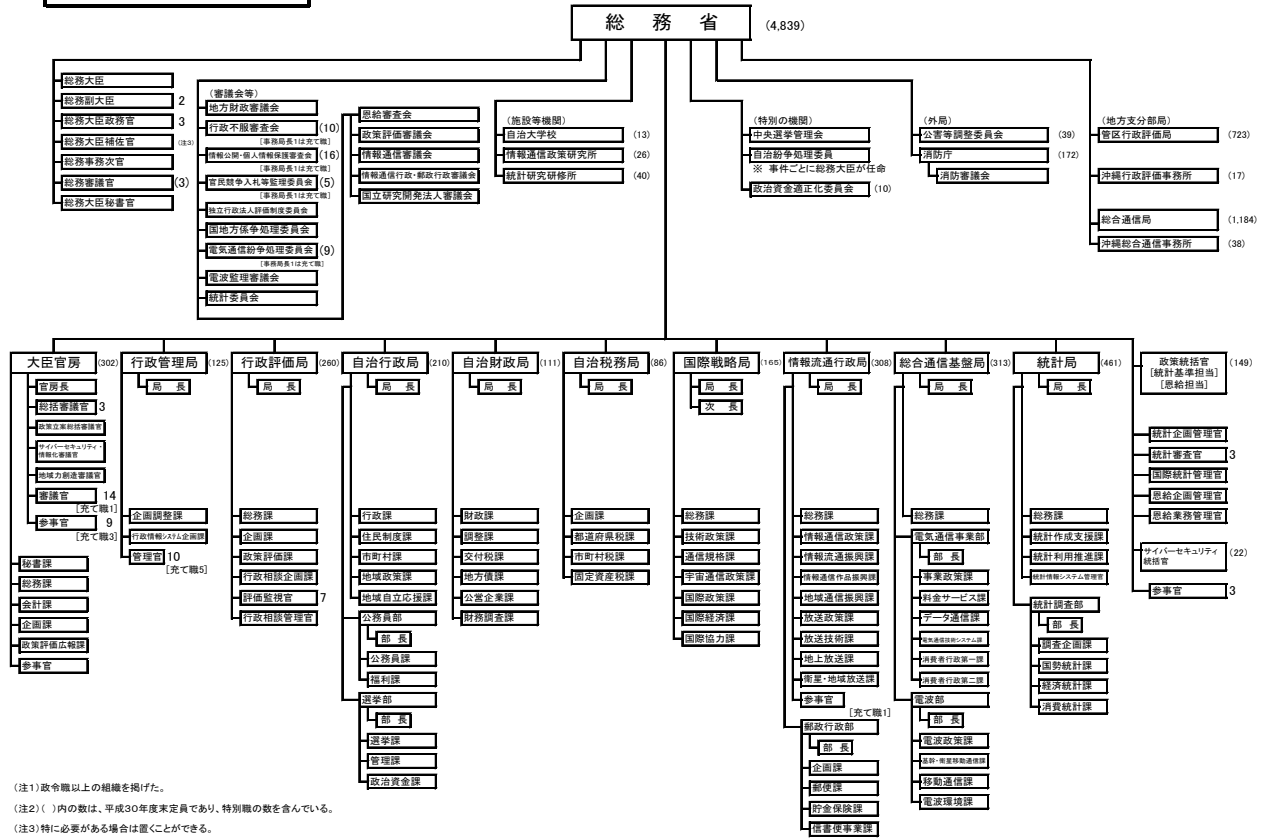 総務省 (4,839)
総務大臣
総務副大臣 2
総務大臣政務官 3
総務大臣補佐官 (注3)
総務事務次官
総務審議官 (3)
総務大臣秘書官
(審議会等)
地方財政審議会
行政不服審査会 (10)
[事務局長1は充て職]
情報公開・個人情報保護審査会 (16)
[事務局長1は充て職]
官民競争入札等監理委員会 (5)
[事務局長1は充て職]
独立行政法人評価制度委員会
国地方係争処理委員会
電気通信紛争処理委員会 (9)
[事務局長1は充て職]
電波監理審議会
統計委員会
恩給審査会
政策評価審議会
情報通信審議会
情報通信行政・郵政行政審議会
国立研究開発法人審議会
(施設等機関)
自治大学校 (13)
情報通信政策研究所 (26)
統計研究研修所 (40)
(特別の機関)
中央選挙管理会
自治紛争処理委員
※ 事件ごとに総務大臣が任命
政治資金適正化委員会 (10)
(外局)
公害等調整委員会 (39)
消防庁 (172)
消防審議会
(地方支分部局)
管区行政評価局 (723)
沖縄行政評価事務所 (17)
総合通信局 (1,184)
沖縄総合通信事務所 (38)
大臣官房 (302)
官房長
総括審議官 3
政策立案総括審議官
サイバーセキュリティ・
情報化審議官
地域力創造審議官
審議官 14
[充て職1]
参事官 9
[充て職3]
秘書課
総務課
会計課
企画課
政策評価広報課
参事官
行政管理局 (125)
局長
企画調整課
行政情報システム企画課
管理官 10
[充て職5]
行政評価局 (260)
局長
総務課
企画課
政策評価課
行政相談企画課
評価監視官 7
行政相談管理官
自治行政局 (210)
局長
行政課
住民制度課
市町村課
地域政策課
地域自立応援課
公務員部
部長
公務員課
福利課
選挙部
部長
選挙課
管理課
政治資金課
自治財政局 (111)
局長
財政課
調整課
交付税課
地方債課
公営企業課
財務調査課
自治税務局 (86)
局長
企画課
都道府県税課
市町村税課
固定資産税課
国際戦略局 (165)
局長
次長
総務課
技術政策課
通信規格課
宇宙通信政策課
国際政策課
国際経済課
国際協力課
情報流通行政局 (308)
局長
総務課
情報通信政策課
情報流通振興課
情報通信作品振興課
地域通信振興課
放送政策課
放送技術課
地上放送課
衛星・地域放送課
参事官
[充て職1]
郵政行政部
部長
企画課
郵便課
貯金保険課
信書便事業課
総合通信基盤局 (313)
局長
総務課
電気通信事業部
部長
事業政策課
料金サービス課
データ通信課
電気通信技術システム課
消費者行政第一課
消費者行政第二課
電波部
部長
電波政策課
基幹・衛星移動通信課
移動通信課
電波環境課
統計局 (461)
局長
総務課
統計作成支援課
統計利用推進課
統計情報システム管理官
統計調査部
部長
調査企画課
国勢統計課
経済統計課
消費統計課
政策統括官 (149)
[統計基準担当]
[恩給担当]
統計企画管理官
統計審査官 3
国際統計管理官
恩給企画管理官
恩給業務管理官
サイバーセキュリティ
統括官 (22)
参事官 3
(注1)政令職以上の組織を掲げた。
(注2)( )内の数は、平成30年度末定員であり、特別職の数を含んでいる。
(注3)特に必要がある場合は置くことができる。